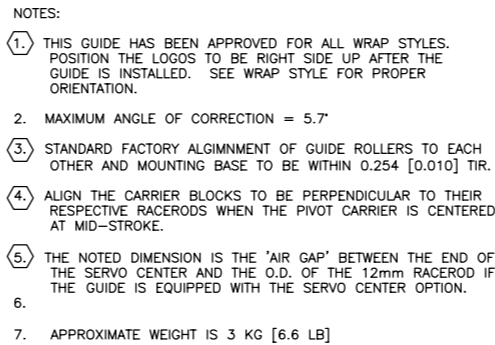 NOTES:
1. THIS GUIDE HAS BEEN APPROVED FOR ALL WRAP STYLES.
POSITION THE LOGOS TO BE RIGHT SIDE UP AFTER THE
GUIDE IS INSTALLED. SEE WRAP STYLE FOR PROPER
ORIENTATION.
2. MAXIMUM ANGLE OF CORRECTION = 5.7°
3. STANDARD FACTORY ALGIMNMENT OF GUIDE ROLLERS TO EACH
OTHER AND MOUNTING BASE TO BE WITHIN 0.254 [0.010] TIR.
4. ALIGN THE CARRIER BLOCKS TO BE PERPENDICULAR TO THEIR
RESPECTIVE RACERODS WHEN THE PIVOT CARRIER IS CENTERED
AT MID-STROKE.
5. THE NOTED DIMENSION IS THE 'AIR GAP' BETWEEN THE END OF
THE SERVO CENTER AND THE O.D. OF THE 12mm RACEROD IF
THE GUIDE IS EQUIPPED WITH THE SERVO CENTER OPTION.
6.
7. APPROXIMATE WEIGHT IS 3 KG [6.6 LB]